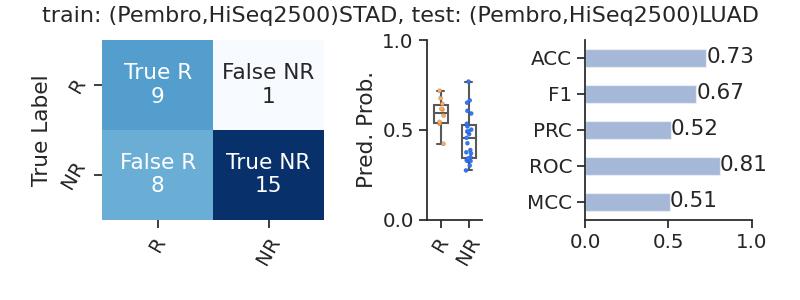 train: (Pembro,HiSeq2500)STAD, test: (Pembro,HiSeq2500)LUAD
True Label
R
NR
True R
9
False NR
1
False R
8
True NR
15
R
NR
Pred. Prob.
1.0
0.5
0.0
R
NR
ACC
0.73
F1
0.67
PRC
0.52
ROC
0.81
MCC
0.51
0.0
0.5
1.0